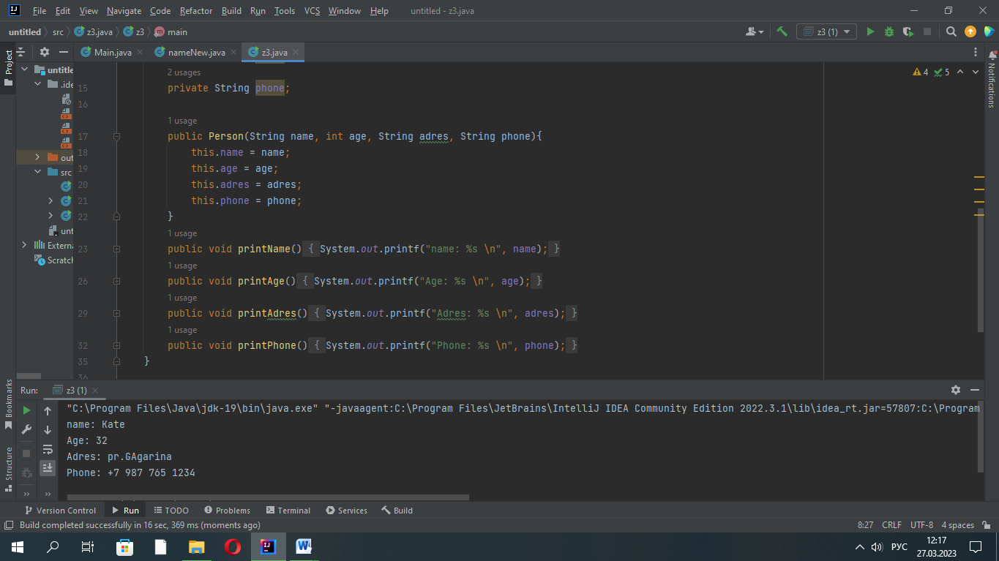 File Edit View Navigate Code Refactor Build Run Tools VCS Window Help untitled - z3.java
untitled src z3.java z3 main z3 (1)
Project Main.java nameNew.java z3.java Notifications
untitle
.ide
out
src
unt
Externa
Scratch
4 5
2 usages
15 private String phone;
16
1 usage
17 public Person(String name, int age, String adres, String phone){
18 this.name = name;
19 this.age = age;
20 this.adres = adres;
21 this.phone = phone;
22 }
1 usage
23 public void printName() { System.out.printf("name: %s \n", name); }
1 usage
26 public void printAge() { System.out.printf("Age: %s \n", age); }
1 usage
29 public void printAdres() { System.out.printf("Adres: %s \n", adres); }
1 usage
32 public void printPhone() { System.out.printf("Phone: %s \n", phone); }
35 }
36
Bookmarks
Structure
Run: z3 (1)
"C:\Program Files\Java\jdk-19\bin\java.exe" "-javaagent:C:\Program Files\JetBrains\IntelliJ IDEA Community Edition 2022.3.1\lib\idea_rt.jar=57807:C:\Program
name: Kate
Age: 32
Adres: pr.GAgarina
Phone: +7 987 765 1234
Version Control Run TODO Problems Terminal Services Build
Build completed successfully in 16 sec, 369 ms (moments ago) 8:27 CRLF UTF-8 4 spaces
РУС 12:17
27.03.2023